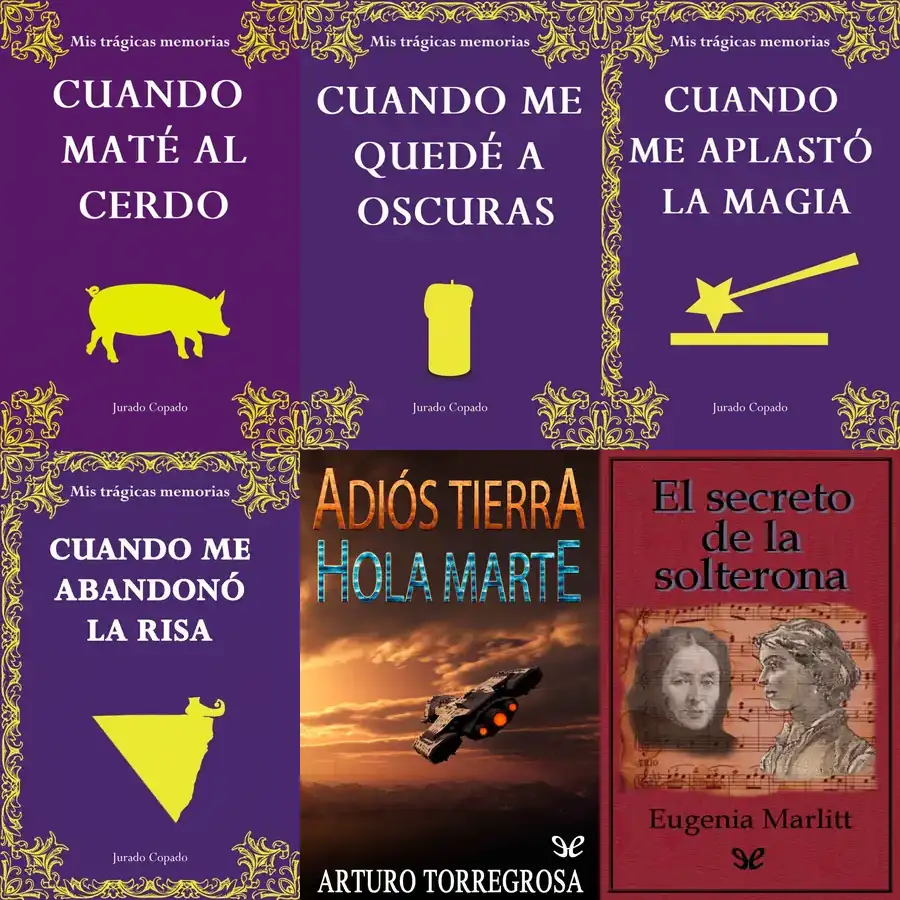 Mis trágicas memorias
CUANDO
MATÉ AL
CERDO
Jurado Copado
Mis trágicas memorias
CUANDO ME
QUEDÉ A
OSCURAS
Jurado Copado
Mis trágicas memorias
CUANDO
ME APLASTÓ
LA MAGIA
Jurado Copado
Mis trágicas memorias
CUANDO ME
ABANDONÓ
LA RISA
Jurado Copado
ADIÓS TIERRA
HOLA MARTE
ARTURO TORREGROSA
El secreto
de la
solterona
TRIO
Eugenia Marlitt